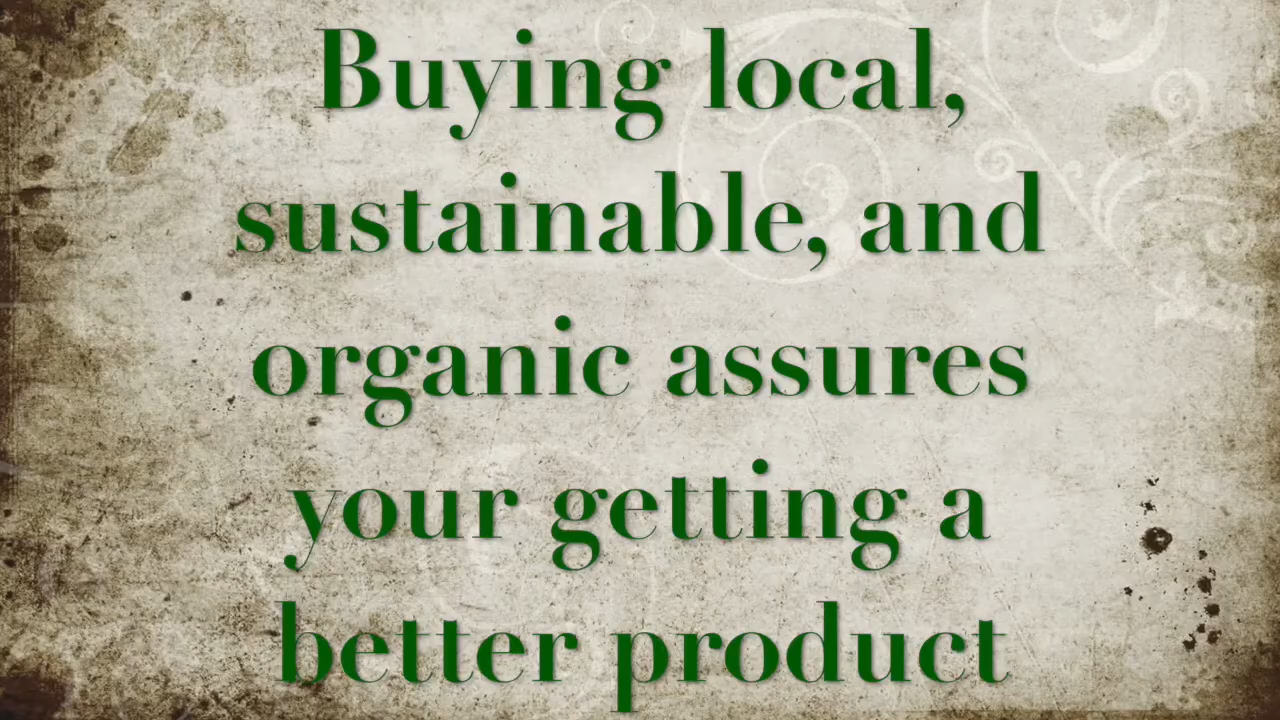 Buying local,
sustainable, and
organic assures
your getting a
better product